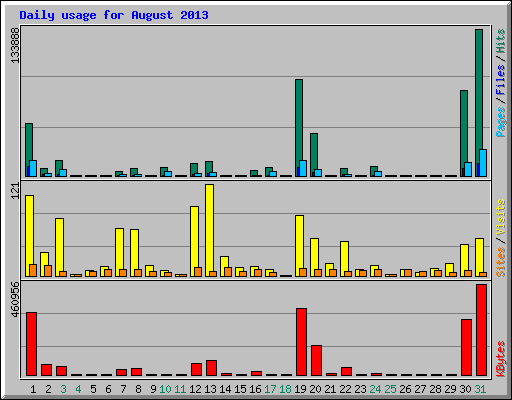 Daily usage for August 2013
133888
121
460956
Pages / Files / Hits
Sites / Visits
KBytes
1 2 3 4 5 6 7 8 9 10 11 12 13 14 15 16 17 18 19 20 21 22 23 24 25 26 27 28 29 30 31